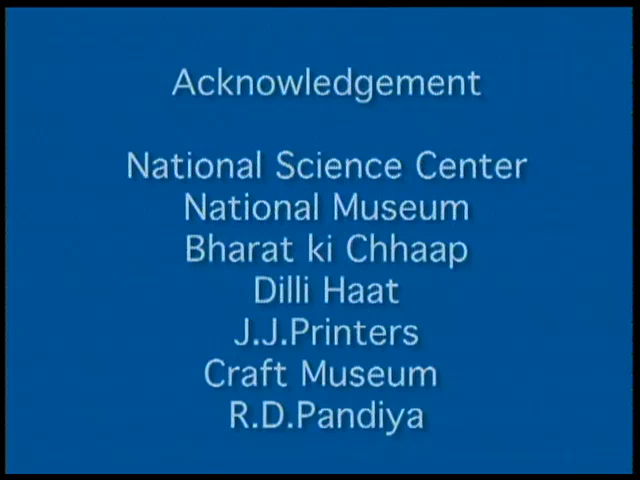 Acknowledgement
National Science Center
National Museum
Bharat ki Chhaap
Dilli Haat
J.J.Printers
Craft Museum
R.D.Pandiya